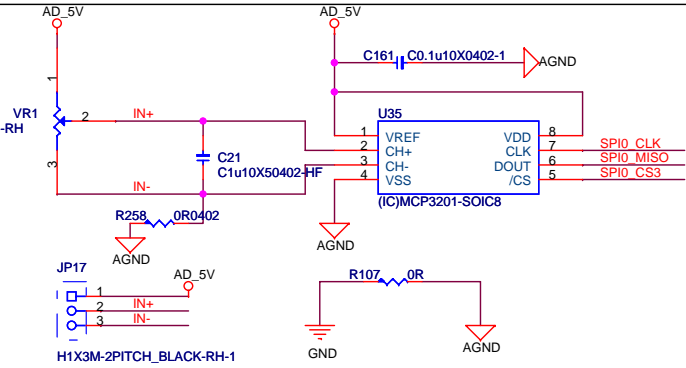 AD_5V
AD_5V
C161
C0.1u10X0402-1
AGND
1
VR1
-RH
2
IN+
3
IN-
C21
C1u10X50402-HF
R258
0R0402
AGND
U35
1
VREF
VDD
8
2
CH+
CLK
7
SPI0_CLK
3
CH-
DOUT
6
SPI0_MISO
4
VSS
/CS
5
SPI0_CS3
(IC)MCP3201-SOIC8
AGND
JP17
AD_5V
1
2
IN+
3
IN-
H1X3M-2PITCH_BLACK-RH-1
R107
0R
GND
AGND